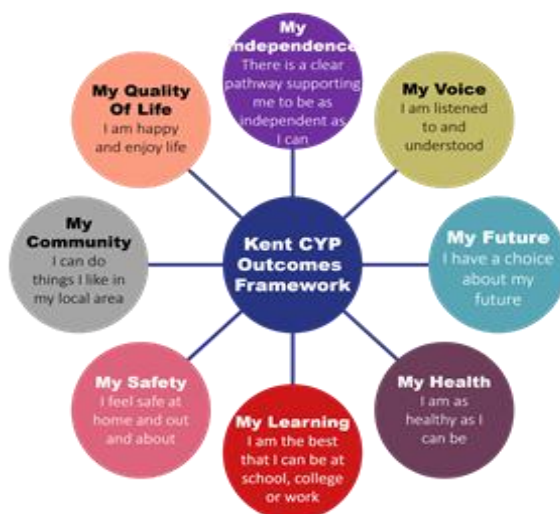 My
Independence
There is a clear
pathway supporting
me to be as
independent as
I can
My Quality
Of Life
I am happy
and enjoy life
My Voice
I am listened
to and
understood
My
Community
I can do
things I like in
my local area
Kent CYP
Outcomes
Framework
My Future
I have a choice
about my
future
My Safety
I feel safe at
home and out
and about
My Learning
I am the best
that I can be at
school, college
or work
My Health
I am as
healthy as I
can be